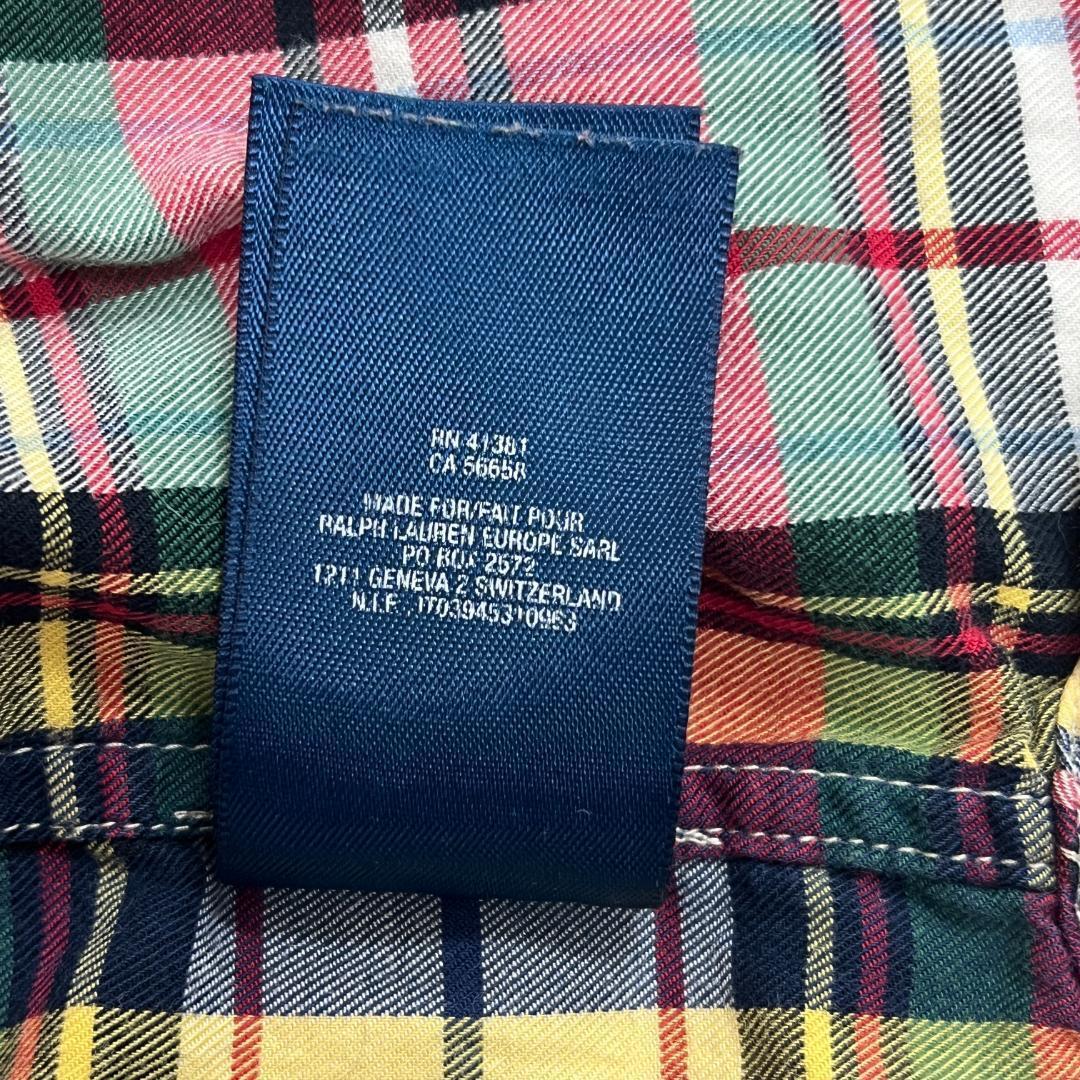 RN 41381
CA 56658
MADE FOR/FAIT POUR
RALPH LAUREN EUROPE SARL
PO BOX 2572
1211 GENEVA 2 SWITZERLAND
N.I.F. IT03945310963